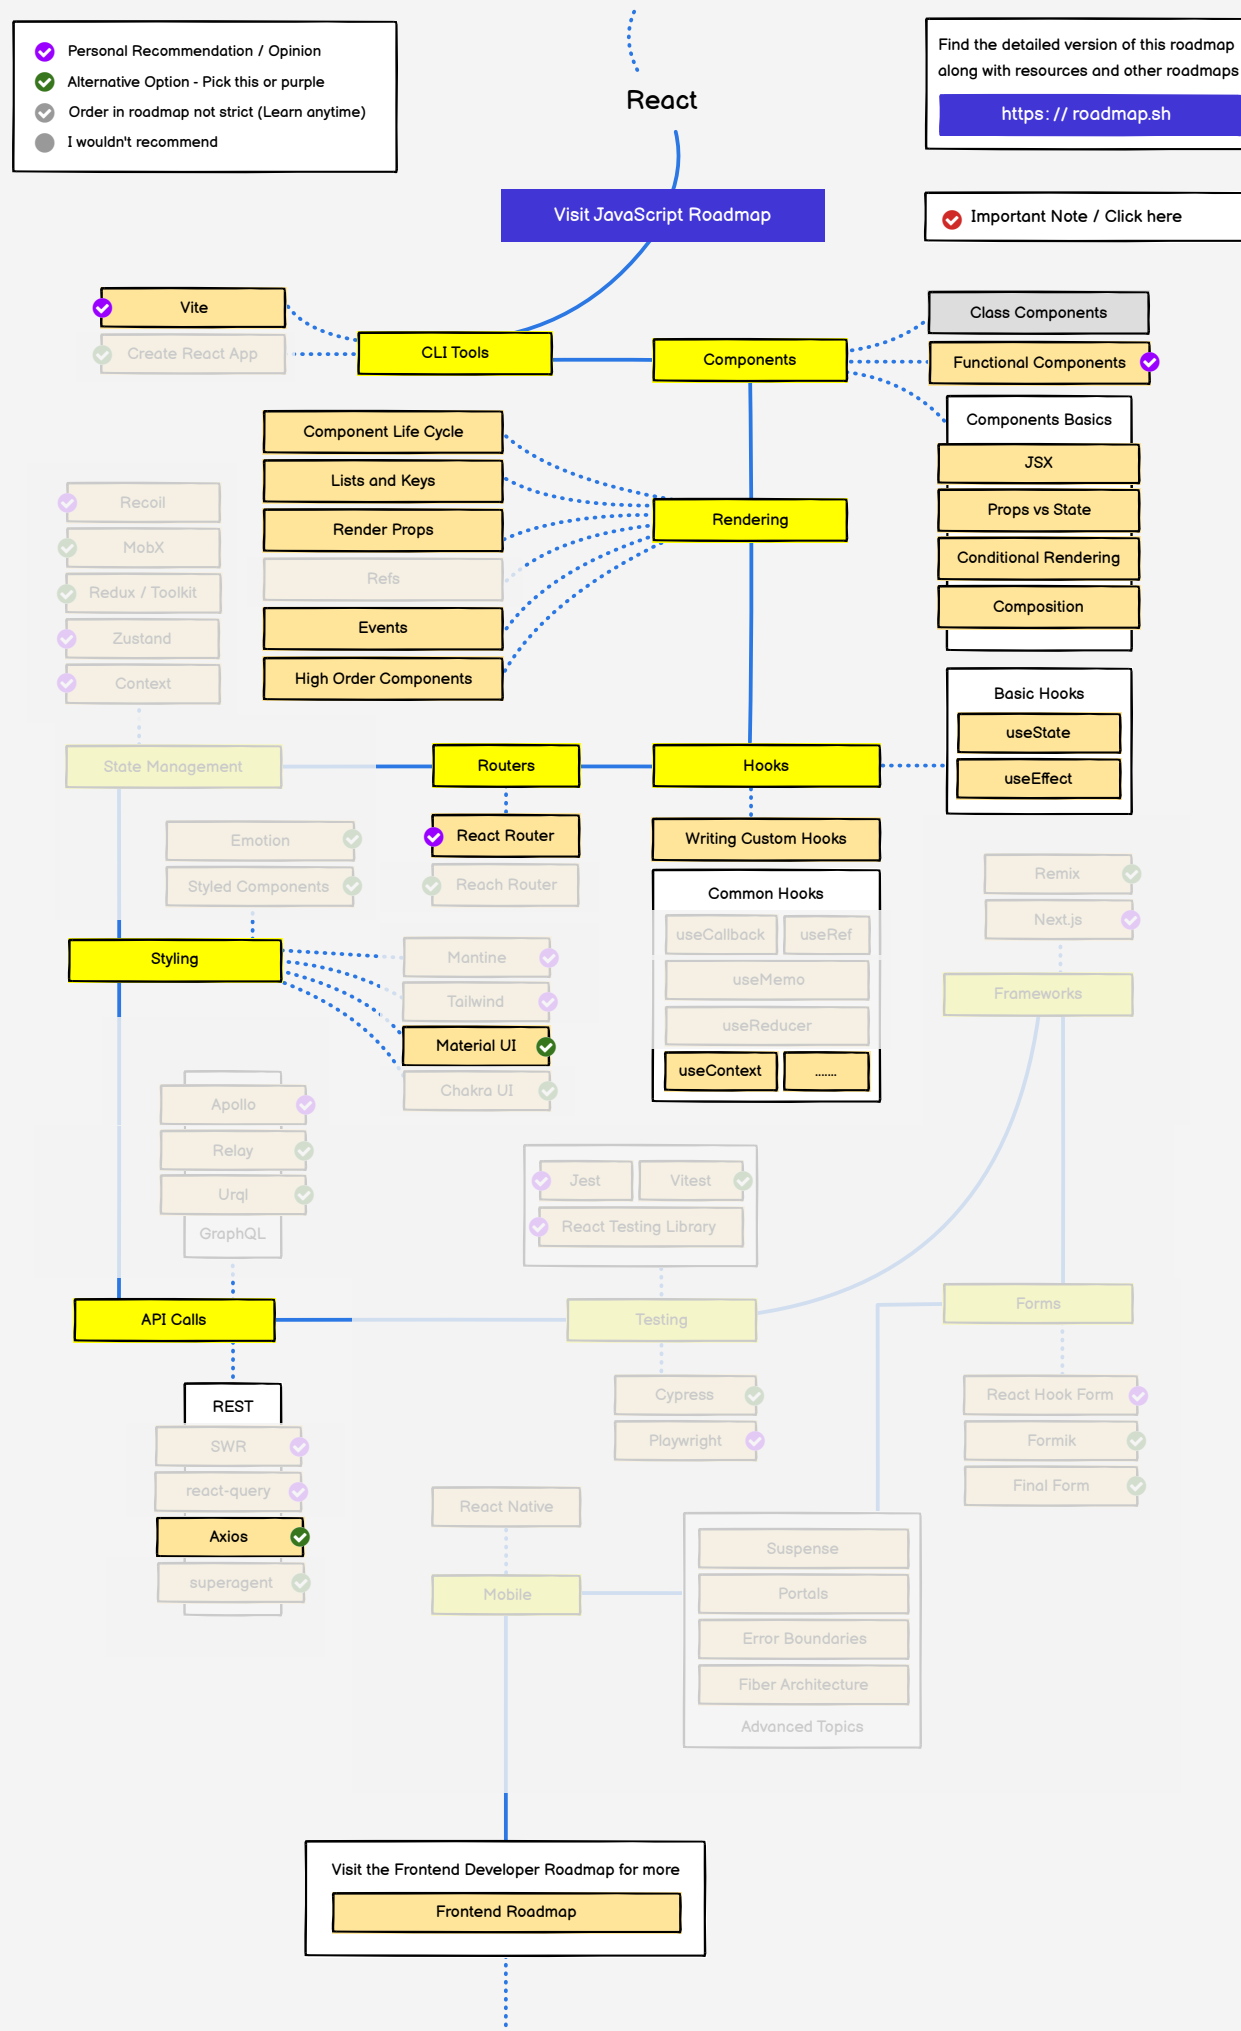 Personal Recommendation / Opinion
Alternative Option - Pick this or purple
Order in roadmap not strict (Learn anytime)
I wouldn't recommend
React
Find the detailed version of this roadmap
along with resources and other roadmaps
https: // roadmap.sh
Visit JavaScript Roadmap
Important Note / Click here
Vite
Create React App
CLI Tools
Components
Class Components
Functional Components
Components Basics
JSX
Props vs State
Conditional Rendering
Composition
Component Life Cycle
Lists and Keys
Render Props
Refs
Events
High Order Components
Rendering
Recoil
MobX
Redux / Toolkit
Zustand
Context
State Management
Routers
Hooks
Basic Hooks
useState
useEffect
React Router
Reach Router
Writing Custom Hooks
Common Hooks
useCallback
useRef
useMemo
useReducer
useContext
.......
Emotion
Styled Components
Styling
Mantine
Tailwind
Material UI
Chakra UI
Remix
Next.js
Frameworks
Apollo
Relay
Urql
GraphQL
Jest
Vitest
React Testing Library
API Calls
Testing
Forms
REST
SWR
react-query
Axios
superagent
Cypress
Playwright
React Hook Form
Formik
Final Form
React Native
Mobile
Suspense
Portals
Error Boundaries
Fiber Architecture
Advanced Topics
Visit the Frontend Developer Roadmap for more
Frontend Roadmap